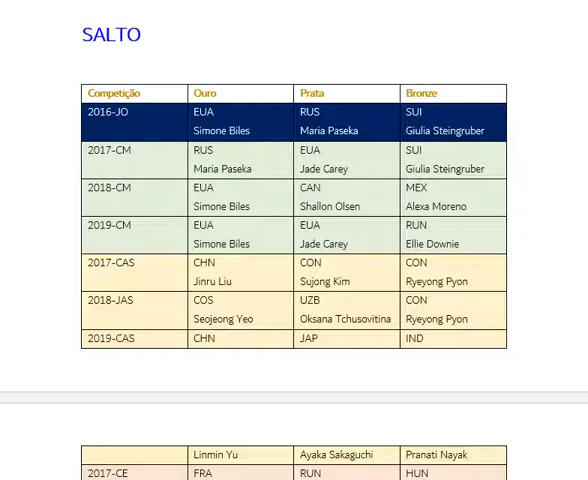 SALTO
Competição Ouro Prata Bronze
2016-JO EUA RUS SUI
Simone Biles Maria Paseka Giulia Steingruber
2017-CM RUS EUA SUI
Maria Paseka Jade Carey Giulia Steingruber
2018-CM EUA CAN MEX
Simone Biles Shallon Olsen Alexa Moreno
2019-CM EUA EUA RUN
Simone Biles Jade Carey Ellie Downie
2017-CAS CHN CON CON
Jinru Liu Sujong Kim Ryeyong Pyon
2018-JAS COS UZB CON
Seojeong Yeo Oksana Tchusovitina Ryeyong Pyon
2019-CAS CHN JAP IND
Linmin Yu Ayaka Sakaguchi Pranati Nayak
2017-CE FRA RUN HUN